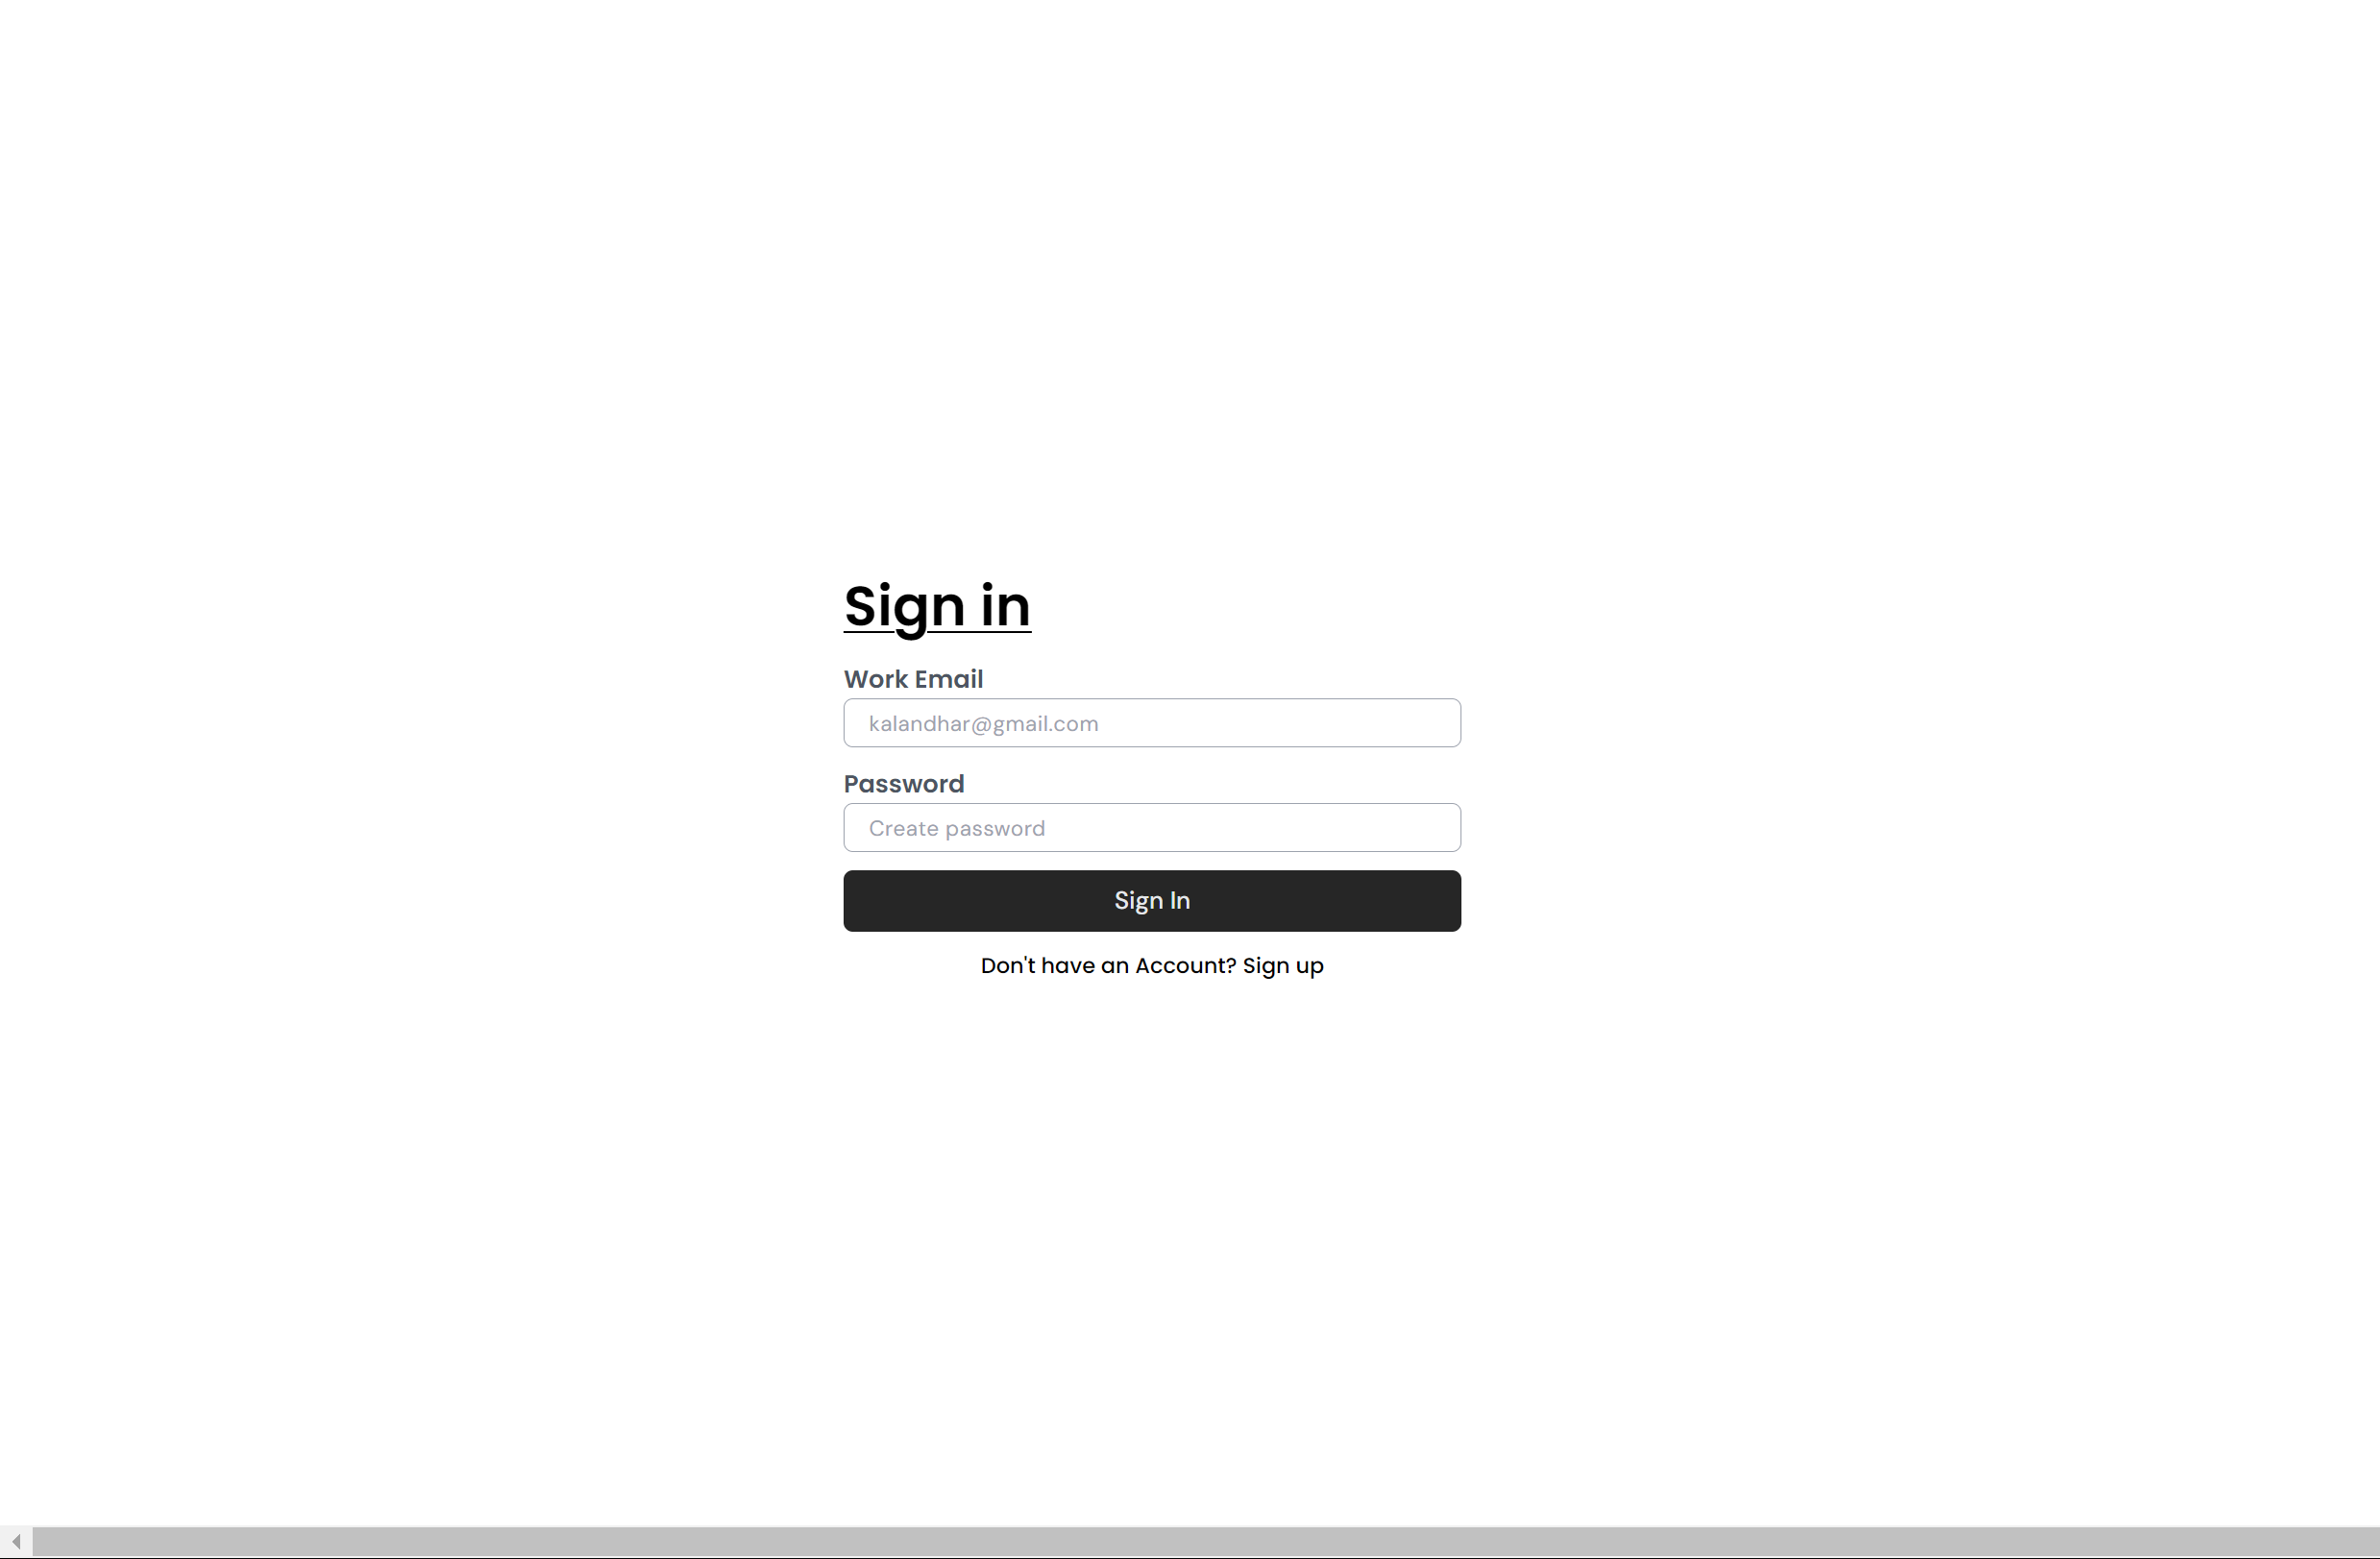 Sign in
Work Email
kalandhar@gmail.com
Password
Create password
Sign In
Don't have an Account? Sign up